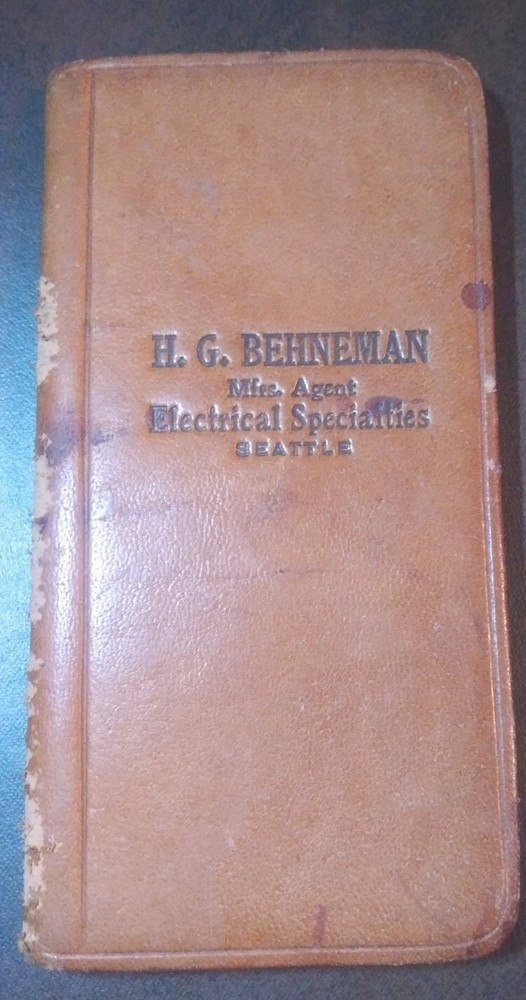 H. G. BEHNEMAN
Mfrs. Agent
Electrical Specialties
SEATTLE